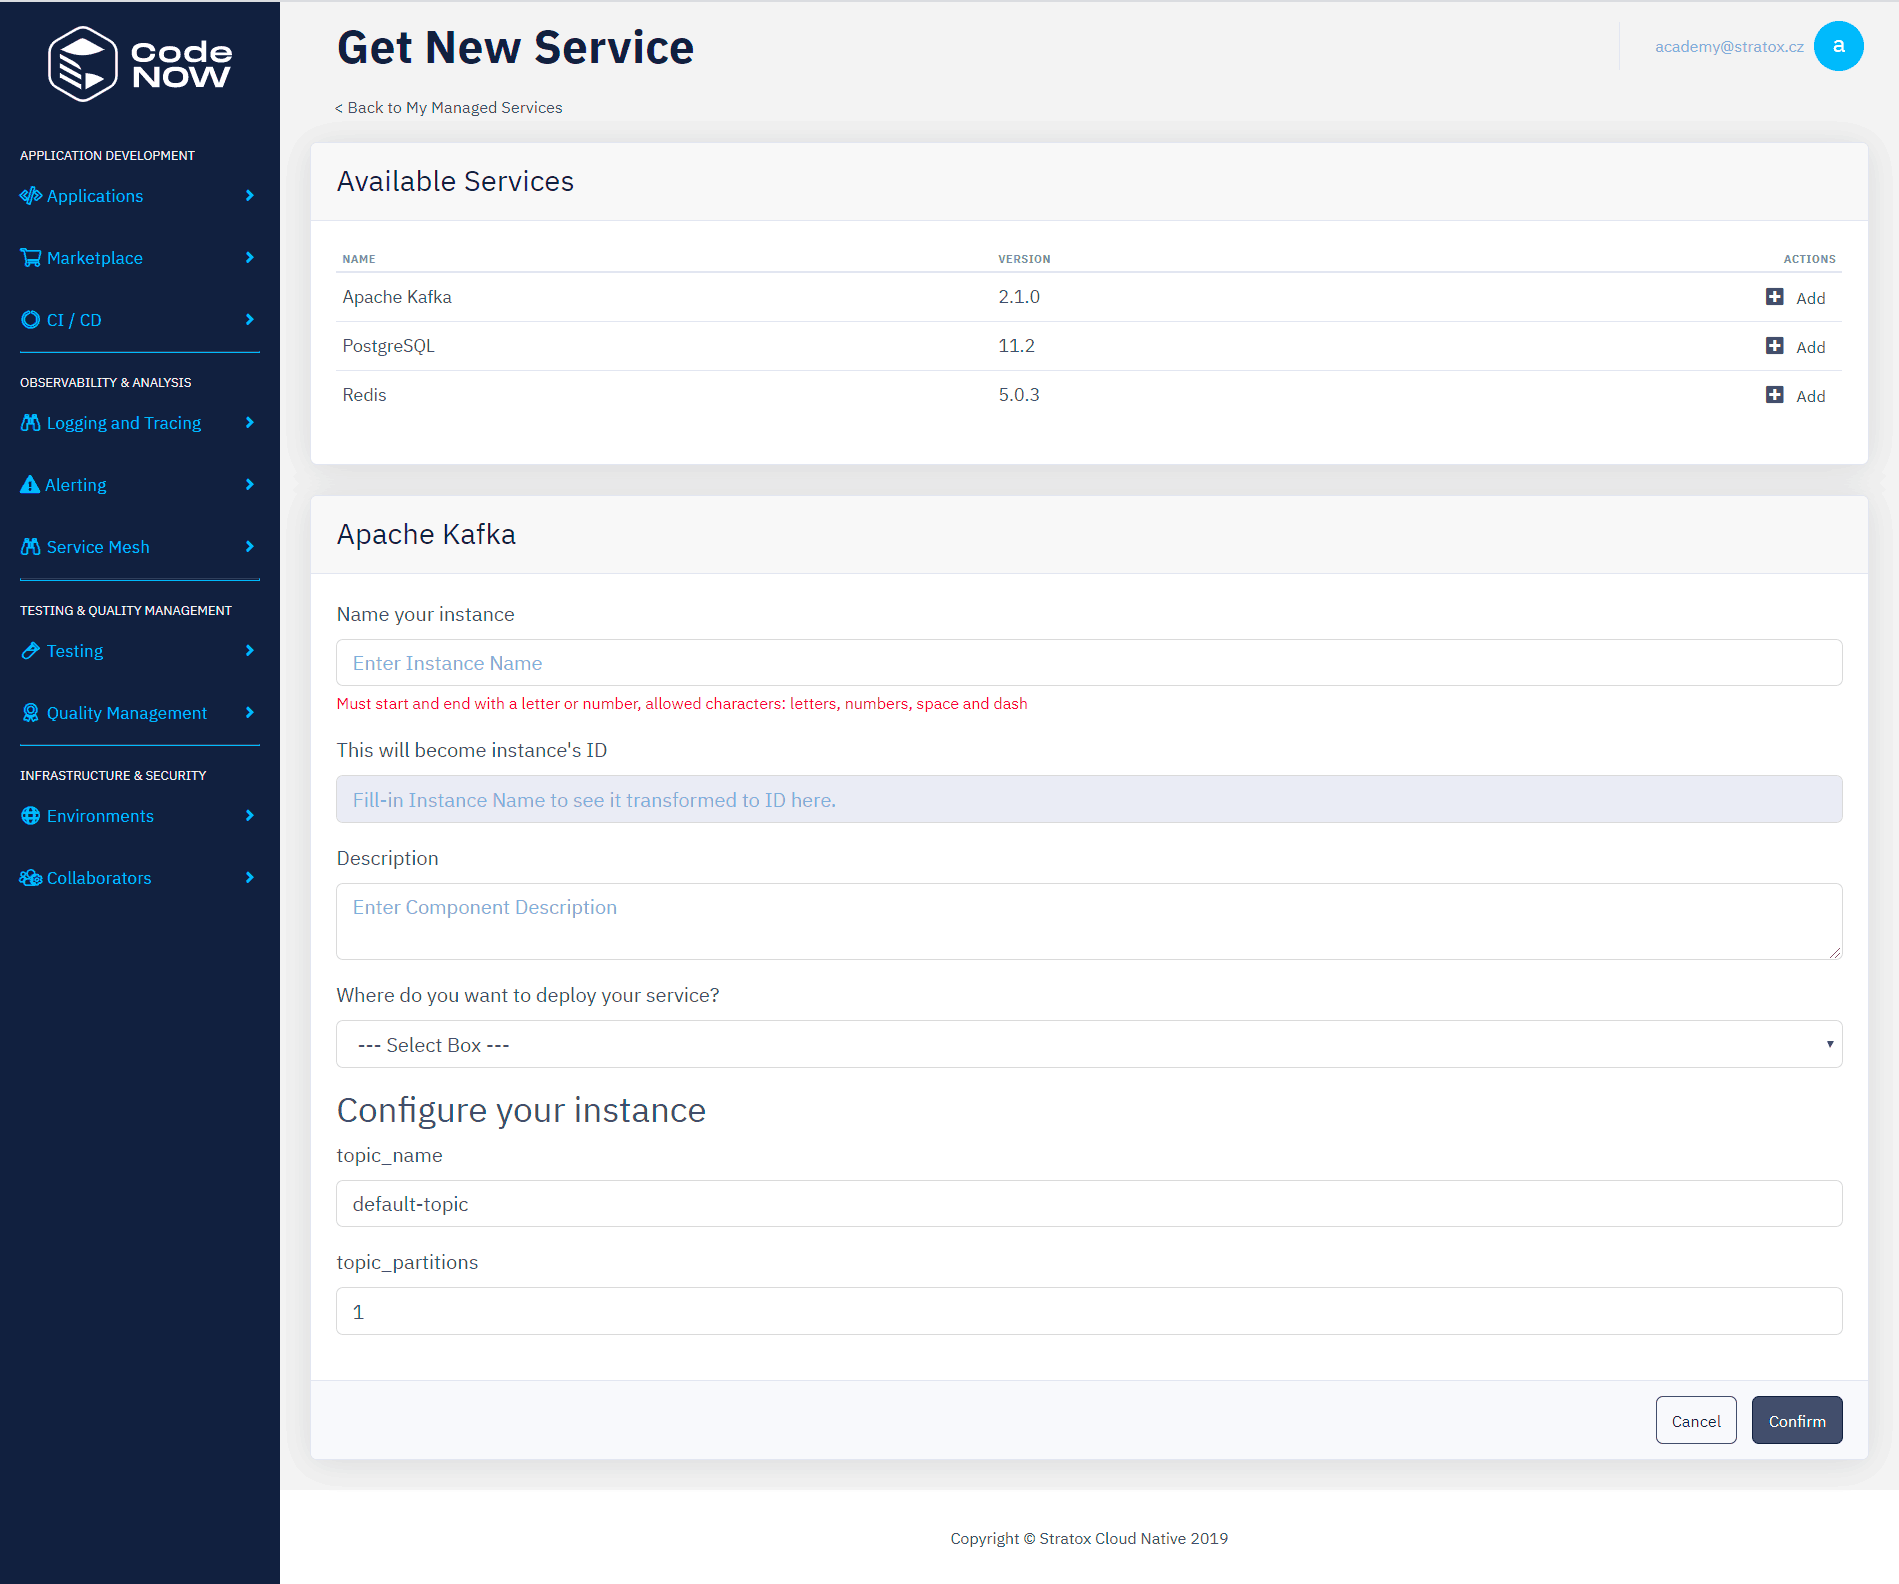 Code
NOW
Get New Service
academy@stratox.cz
a
< Back to My Managed Services
APPLICATION DEVELOPMENT
Applications
Marketplace
CI / CD
OBSERVABILITY & ANALYSIS
Logging and Tracing
Alerting
Service Mesh
TESTING & QUALITY MANAGEMENT
Testing
Quality Management
INFRASTRUCTURE & SECURITY
Environments
Collaborators
Available Services
NAME VERSION ACTIONS
Apache Kafka 2.1.0 Add
PostgreSQL 11.2 Add
Redis 5.0.3 Add
Apache Kafka
Name your instance
Enter Instance Name
Must start and end with a letter or number, allowed characters: letters, numbers, space and dash
This will become instance's ID
Fill-in Instance Name to see it transformed to ID here.
Description
Enter Component Description
Where do you want to deploy your service?
--- Select Box ---
Configure your instance
topic_name
default-topic
topic_partitions
1
Cancel
Confirm
Copyright © Stratox Cloud Native 2019